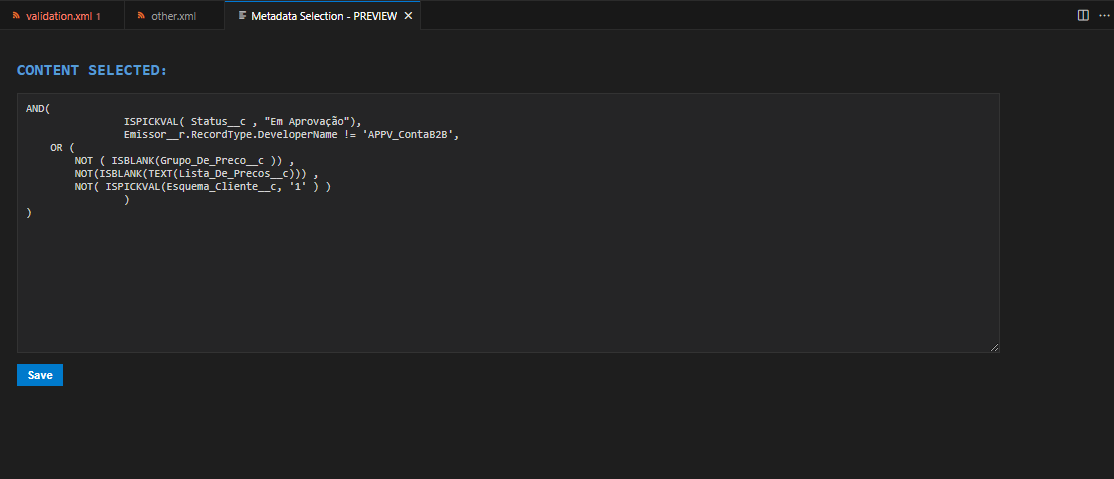 validation.xml 1
other.xml
Metadata Selection - PREVIEW
CONTENT SELECTED:
AND(
ISPICKVAL( Status__c , "Em Aprovação"),
Emissor__r.RecordType.DeveloperName != 'APPV_ContaB2B',
OR (
NOT ( ISBLANK(Grupo_De_Preco__c )) ,
NOT(ISBLANK(TEXT(Lista_De_Precos__c))) ,
NOT( ISPICKVAL(Esquema_Cliente__c, '1' ) )
)
)
Save